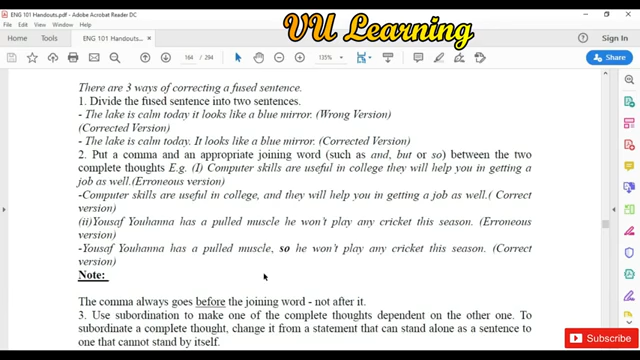 ENG 101 Handouts.pdf - Adobe Acrobat Reader DC
VU Learning
Tools
ENG 101 Handouts... ×
Sign In
164 / 294
135%
There are 3 ways of correcting a fused sentence.
1. Divide the fused sentence into two sentences.
- The lake is calm today it looks like a blue mirror. (Wrong Version)
(Corrected Version)
- The lake is calm today. It looks like a blue mirror. (Corrected Version)
2. Put a comma and an appropriate joining word (such as and, but or so) between the two
complete thoughts E.g. (I) Computer skills are useful in college they will help you in getting a
job as well.(Erroneous version)
-Computer skills are useful in college, and they will help you in getting a job as well.( Correct
version)
(ii)Yousaf Youhanna has a pulled muscle he won't play any cricket this season. (Erroneous
version)
-Yousaf Youhanna has a pulled muscle, so he won't play any cricket this season. (Correct
version)
Note:
The comma always goes before the joining word - not after it.
3. Use subordination to make one of the complete thoughts dependent on the other one. To
subordinate a complete thought, change it from a statement that can stand alone as a sentence to
one that cannot stand by itself.
SUBSCRIBE